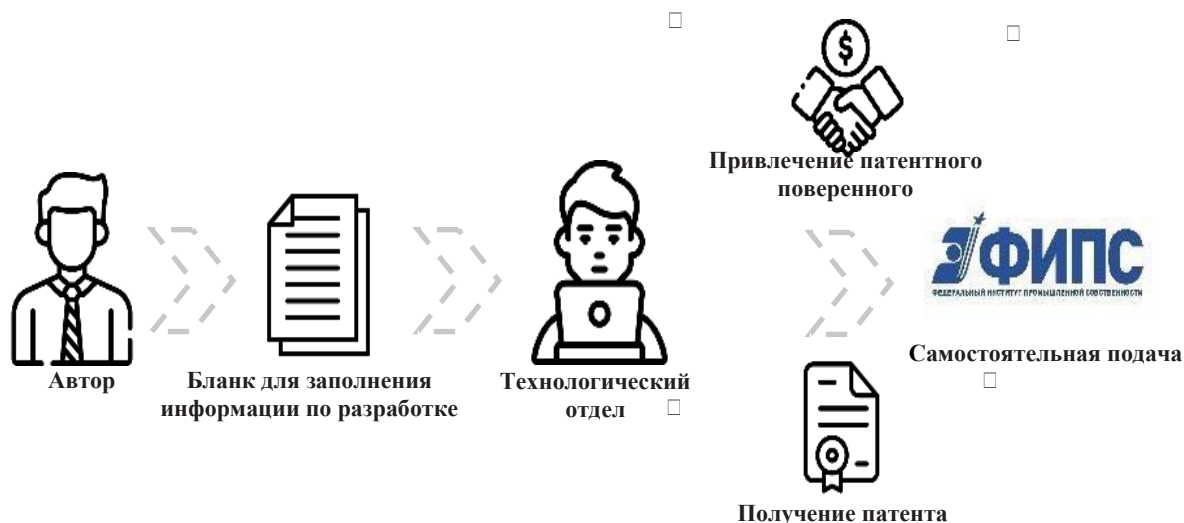 $
Привлечение патентного
поверенного
ФИПС
ФЕДЕРАЛЬНЫЙ ИНСТИТУТ ПРОМЫШЛЕННОЙ СОБСТВЕННОСТИ
Самостоятельная подача
Автор
Бланк для заполнения
информации по разработке
Технологический
отдел
Получение патента